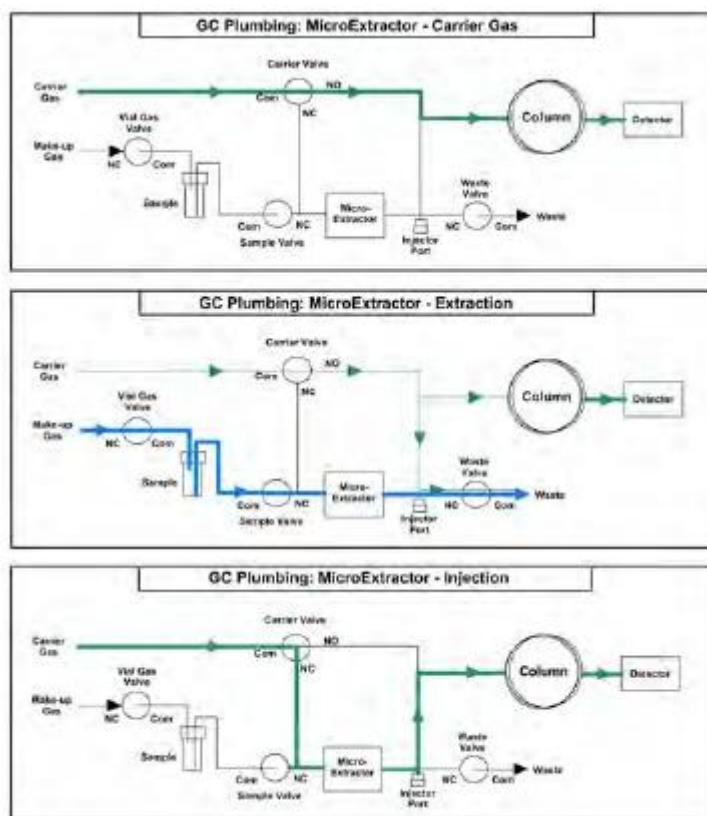 GC Plumbing: MicroExtractor - Carrier Gas
Carrier Valve
Carrier
Gas
Com
NO
NC
Column
Detector
Vial Gas
Valve
Make-up
Gas
NC
Com
Sample
Com
NC
Sample Valve
Micro-
Extractor
Injector
Port
Waste
Valve
NC
Com
Waste
GC Plumbing: MicroExtractor - Extraction
Carrier Valve
Carrier
Gas
Com
NO
NC
Column
Detector
Vial Gas
Valve
Make-up
Gas
NC
Com
Sample
Com
NC
Sample Valve
Micro-
Extractor
Injector
Port
Waste
Valve
NC
Com
Waste
GC Plumbing: MicroExtractor - Injection
Carrier Valve
Carrier
Gas
Com
NO
NC
Column
Detector
Vial Gas
Valve
Make-up
Gas
NC
Com
Sample
Com
NC
Sample Valve
Micro-
Extractor
Injector
Port
Waste
Valve
NC
Com
Waste